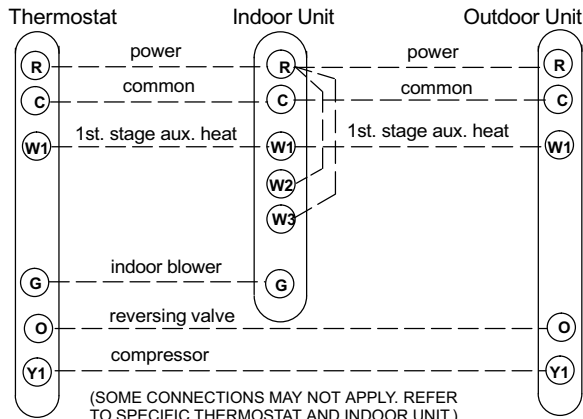 Thermostat Indoor Unit Outdoor Unit
R power R power R
C common C common C
W1 1st. stage aux. heat W1 1st. stage aux. heat W1
W2
W3
G indoor blower G
O reversing valve O
Y1 compressor Y1
(SOME CONNECTIONS MAY NOT APPLY. REFER
TO SPECIFIC THERMOSTAT AND INDOOR UNIT.)